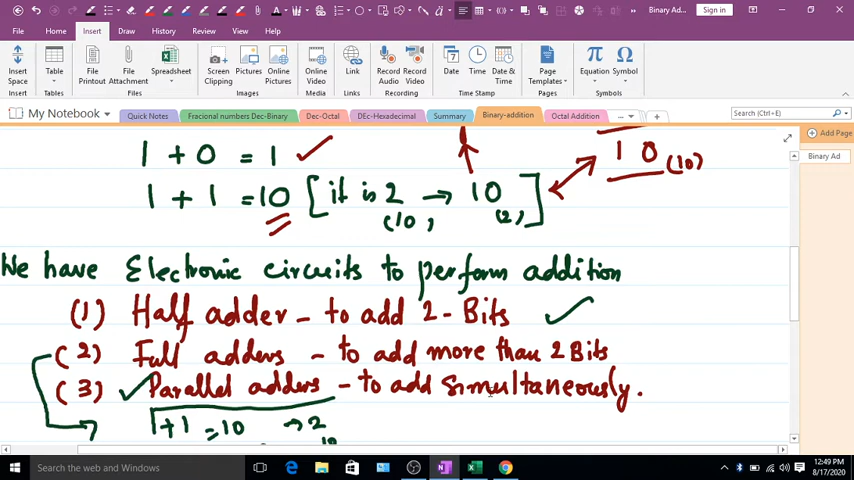 Binary Ad...
Sign in
File Home Insert Draw History Review View Help
Insert Space
Table
File Printout
File Attachment
Spreadsheet
Screen Clipping
Pictures
Online Pictures
Online Video
Link
Record Audio
Record Video
Date
Time
Date & Time
Page Templates
Equation
Symbol
Insert Tables Files Images Media Links Recording Time Stamp Pages Symbols
My Notebook
Quick Notes Fractional numbers Dec-Binary Dec-Octal DEc-Hexadecimal Summary Binary-addition Octal Addition ... +
Search (Ctrl+E)
Add Page
Binary Ad
1 + 0 = 1
1 0 (10)
1 + 1 = 10 [it is 2 (10) → 10 (2)]
We have Electronic circuits to perform addition
(1) Half adder - to add 2-Bits
(2) Full adders - to add more than 2 Bits
(3) Parallel adders - to add simultaneously.
1+1 = 10 → 2
Type here to search
12:49 PM
8/17/2020